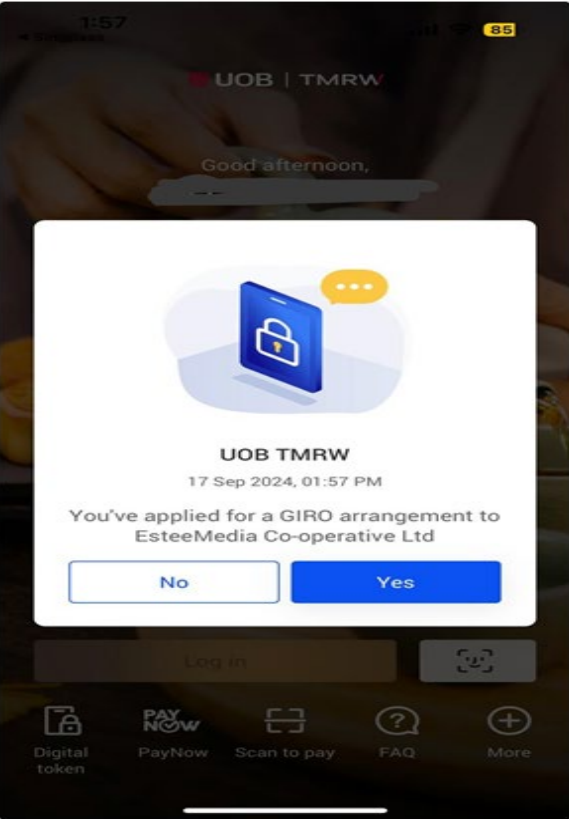 1:57
85
UOB | TMRW
Good afternoon,
UOB TMRW
17 Sep 2024, 01:57 PM
You've applied for a GIRO arrangement to
EsteeMedia Co-operative Ltd
No Yes
Log in
PAY
NOW
Digital
token
PayNow
Scan to pay
FAQ
More